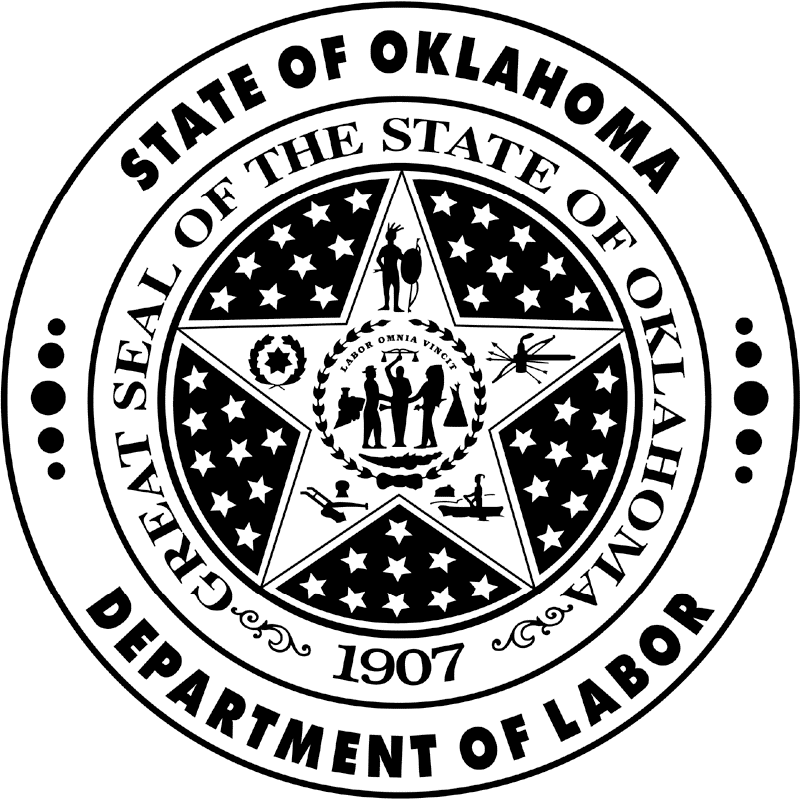 STATE OF OKLAHOMA
GREAT SEAL OF THE STATE OF OKLAHOMA
LABOR OMNIA VINCIT
1907
DEPARTMENT OF LABOR